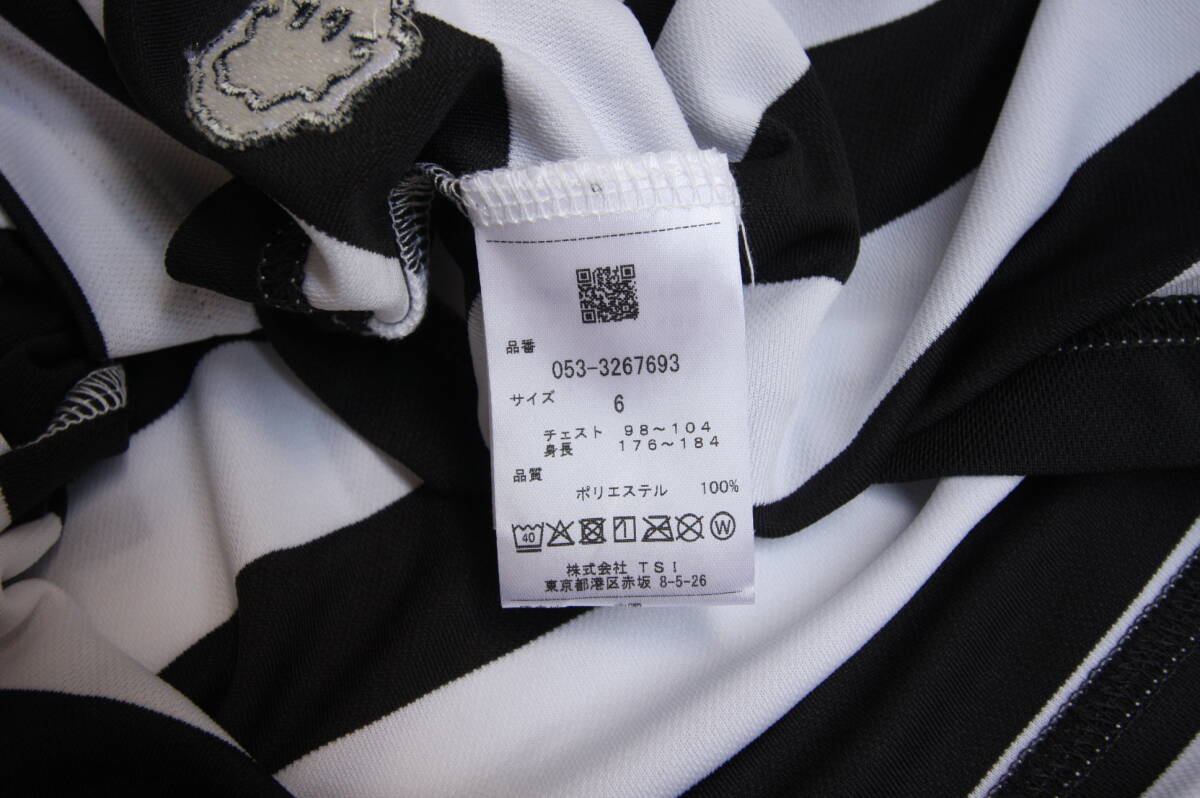 品番
053-3267693
サイズ 6
チェスト 98～104
身長 176～184
品質
ポリエステル 100%
40 W
株式会社 TSI
東京都港区赤坂 8-5-26